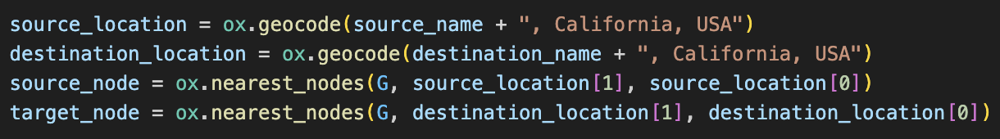 source_location = ox.geocode(source_name + ", California, USA")
destination_location = ox.geocode(destination_name + ", California, USA")
source_node = ox.nearest_nodes(G, source_location[1], source_location[0])
target_node = ox.nearest_nodes(G, destination_location[1], destination_location[0])